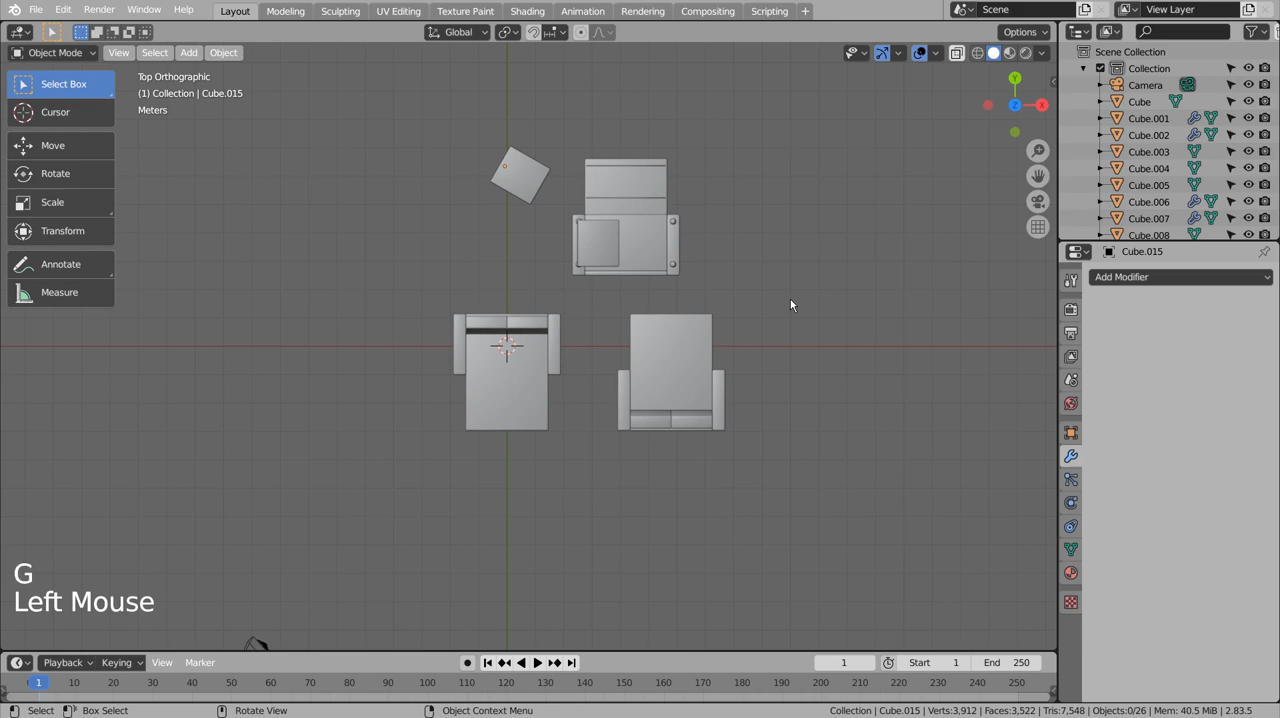 File Edit Render Window Help Layout Modeling Sculpting UV Editing Texture Paint Shading Animation Rendering Compositing Scripting + Scene View Layer
Global Options
Object Mode View Select Add Object
Scene Collection
Select Box
Top Orthographic
(1) Collection | Cube.015
Meters
Cursor
Move
Rotate
Scale
Transform
Annotate
Measure
Y
X
Z
Collection
Camera
Cube
Cube.001
Cube.002
Cube.003
Cube.004
Cube.005
Cube.006
Cube.007
Cube.008
Cube.015
Add Modifier
G
Left Mouse
Playback Keying View Marker 1 Start 1 End 250
1 10 20 30 40 50 60 70 80 90 100 110 120 130 140 150 160 170 180 190 200 210 220 230 240 250
Select Box Select Rotate View Object Context Menu Collection | Cube.015 | Verts:3,912 | Faces:3,522 | Tris:7,548 | Objects:0/26 | Mem: 40.5 MiB | 2.83.5